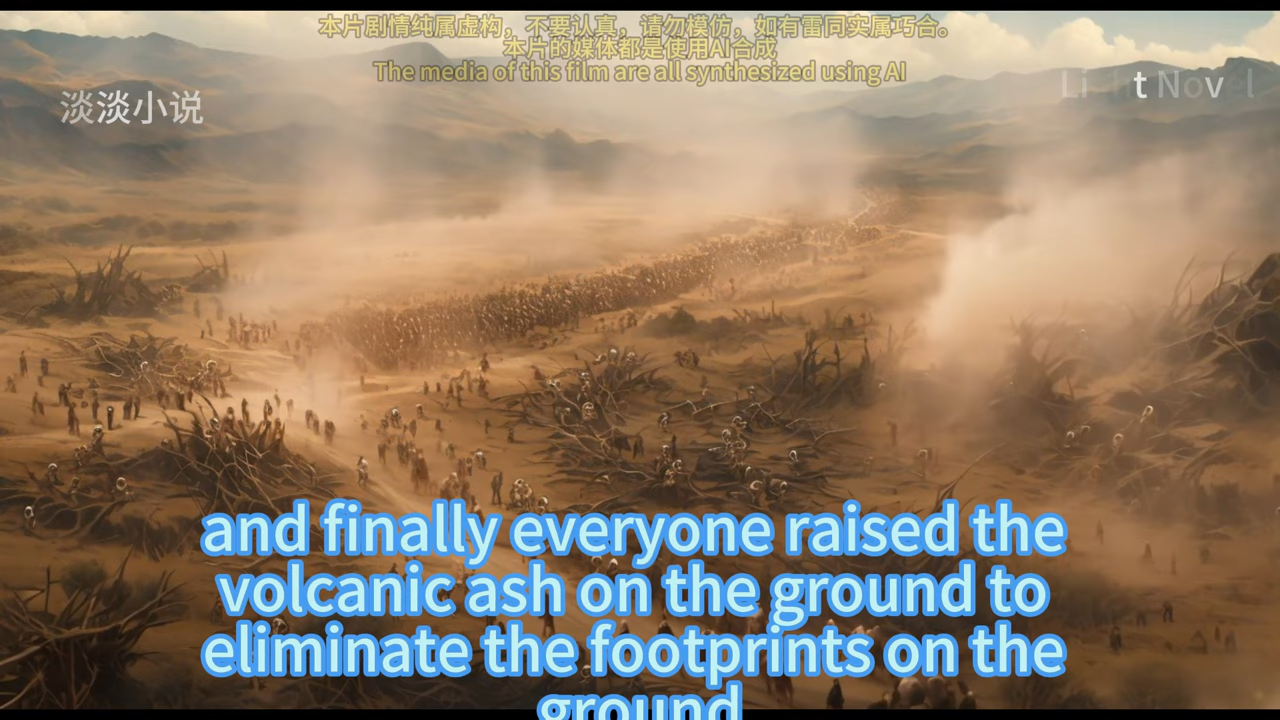 本片剧情纯属虚构，不要认真，请勿模仿，如有雷同实属巧合。
本片的媒体都是使用AI合成
The media of this film are all synthesized using AI
淡淡小说
Light Novel
and finally everyone raised the
volcanic ash on the ground to
eliminate the footprints on the
ground